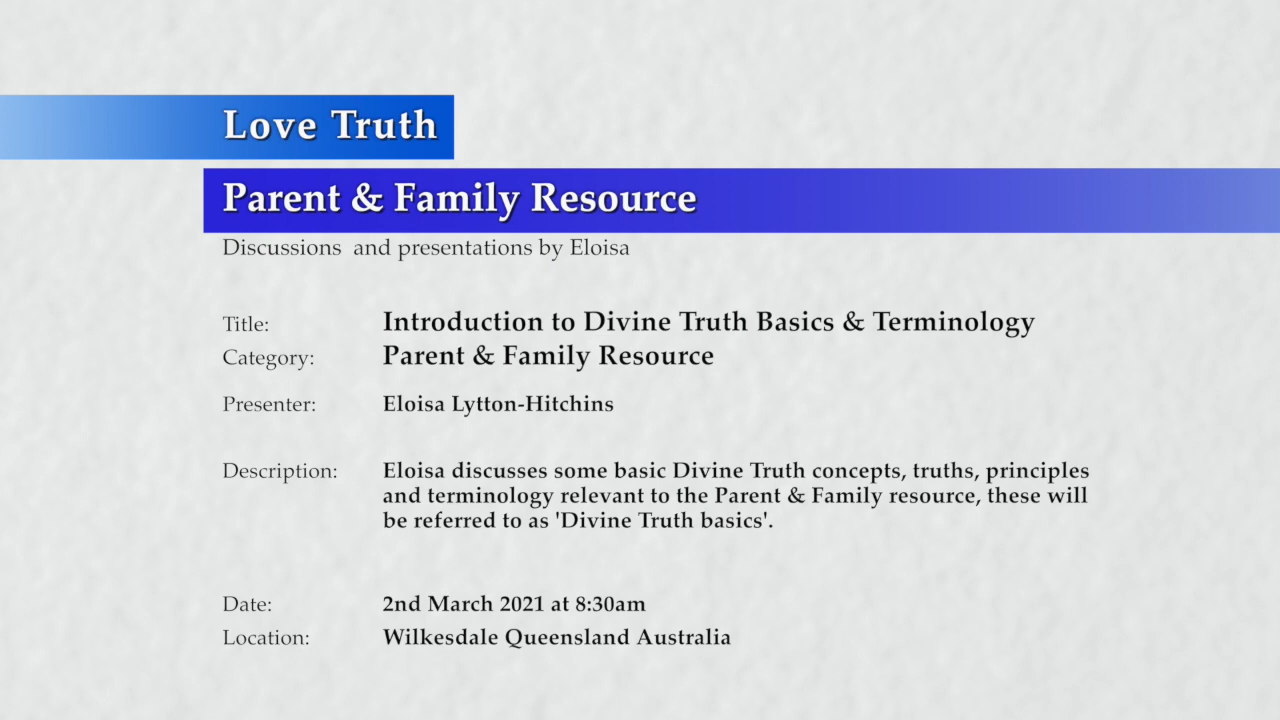 Love Truth
Parent & Family Resource
Discussions and presentations by Eloisa
Title: Introduction to Divine Truth Basics & Terminology
Category: Parent & Family Resource
Presenter: Eloisa Lytton-Hitchins
Description: Eloisa discusses some basic Divine Truth concepts, truths, principles
and terminology relevant to the Parent & Family resource, these will
be referred to as 'Divine Truth basics'.
Date: 2nd March 2021 at 8:30am
Location: Wilkesdale Queensland Australia